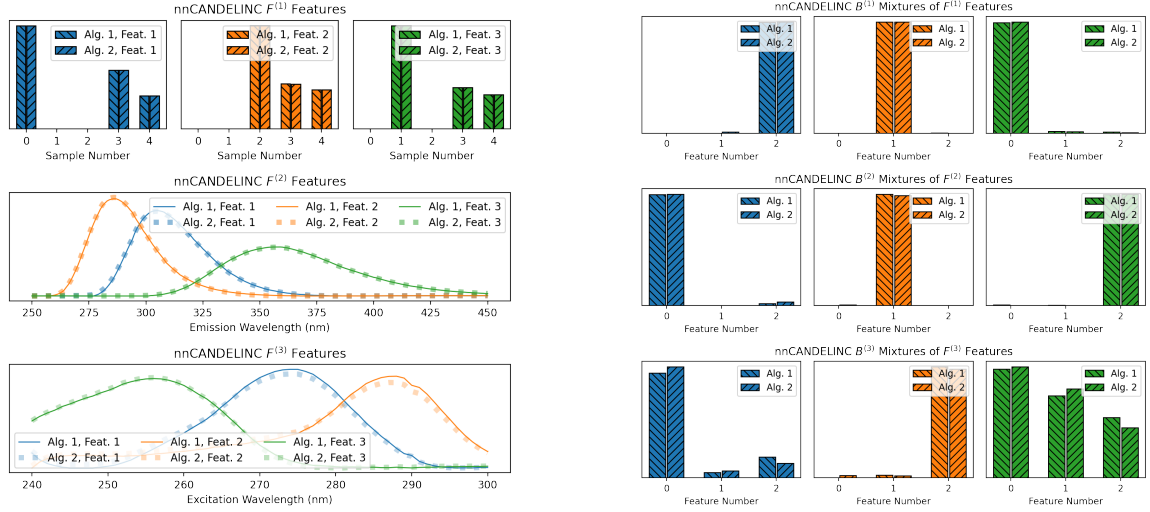 nnCANDELINC F^(1) Features
Alg. 1, Feat. 1
Alg. 2, Feat. 1
Alg. 1, Feat. 2
Alg. 2, Feat. 2
Alg. 1, Feat. 3
Alg. 2, Feat. 3
0 1 2 3 4
0 1 2 3 4
0 1 2 3 4
Sample Number
Sample Number
Sample Number
nnCANDELINC F^(2) Features
Alg. 1, Feat. 1
Alg. 2, Feat. 1
Alg. 1, Feat. 2
Alg. 2, Feat. 2
Alg. 1, Feat. 3
Alg. 2, Feat. 3
250 275 300 325 350 375 400 425 450
Emission Wavelength (nm)
nnCANDELINC F^(3) Features
Alg. 1, Feat. 1
Alg. 2, Feat. 1
Alg. 1, Feat. 2
Alg. 2, Feat. 2
Alg. 1, Feat. 3
Alg. 2, Feat. 3
240 250 260 270 280 290 300
Excitation Wavelength (nm)
nnCANDELINC B^(1) Mixtures of F^(1) Features
Alg. 1
Alg. 2
Alg. 1
Alg. 2
Alg. 1
Alg. 2
0 1 2
0 1 2
0 1 2
Feature Number
Feature Number
Feature Number
nnCANDELINC B^(2) Mixtures of F^(2) Features
Alg. 1
Alg. 2
Alg. 1
Alg. 2
Alg. 1
Alg. 2
0 1 2
0 1 2
0 1 2
Feature Number
Feature Number
Feature Number
nnCANDELINC B^(3) Mixtures of F^(3) Features
Alg. 1
Alg. 2
Alg. 1
Alg. 2
Alg. 1
Alg. 2
0 1 2
0 1 2
0 1 2
Feature Number
Feature Number
Feature Number